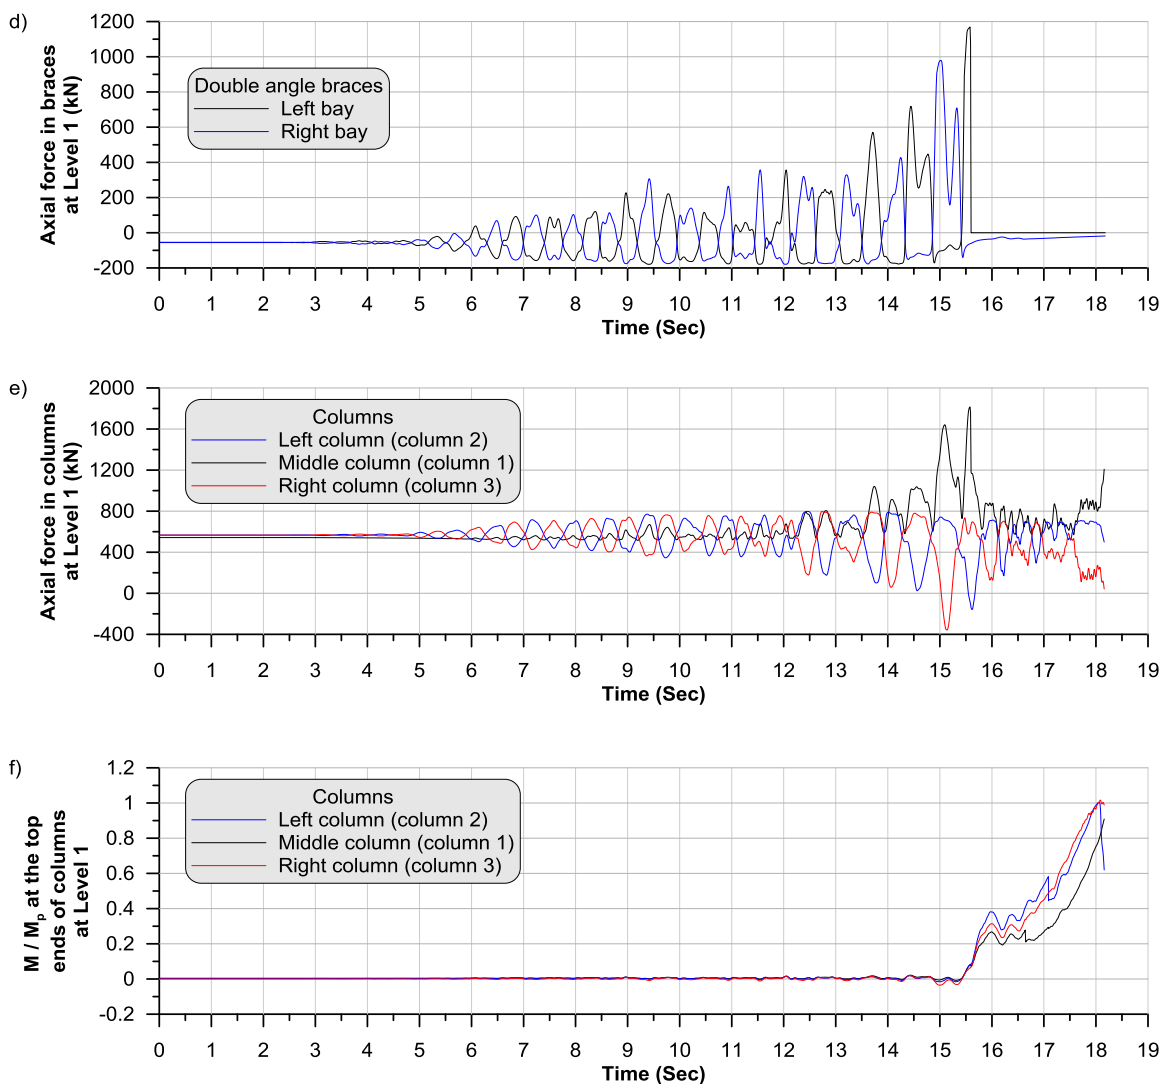 d)
Axial force in braces
at Level 1 (kN)
1200
1000
800
600
400
200
0
-200
Double angle braces
Left bay
Right bay
0 1 2 3 4 5 6 7 8 9 10 11 12 13 14 15 16 17 18 19
Time (Sec)
e)
Axial force in columns
at Level 1 (kN)
2000
1600
1200
800
400
0
-400
Columns
Left column (column 2)
Middle column (column 1)
Right column (column 3)
0 1 2 3 4 5 6 7 8 9 10 11 12 13 14 15 16 17 18 19
Time (Sec)
f)
M / Mp at the top
ends of columns
at Level 1
1.2
1
0.8
0.6
0.4
0.2
0
-0.2
Columns
Left column (column 2)
Middle column (column 1)
Right column (column 3)
0 1 2 3 4 5 6 7 8 9 10 11 12 13 14 15 16 17 18 19
Time (Sec)